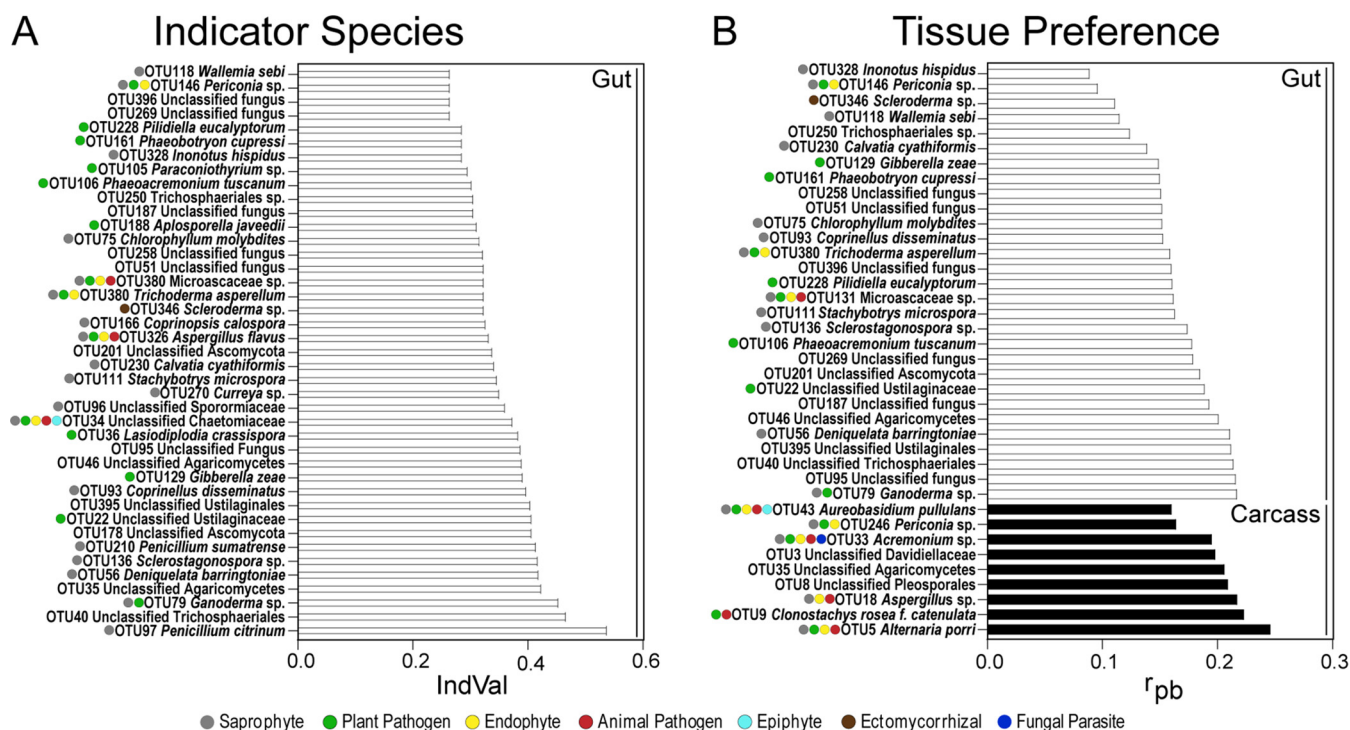 A Indicator Species
Gut
OTU118 Wallemia sebi
OTU146 Periconia sp.
OTU396 Unclassified fungus
OTU269 Unclassified fungus
OTU228 Pilidiella eucalyptorum
OTU161 Phaeobotryon cupressi
OTU328 Inonotus hispidus
OTU105 Paraconiothyrium sp.
OTU106 Phaeoacremonium tuscanum
OTU250 Trichosphaeriales sp.
OTU187 Unclassified fungus
OTU188 Aplosporella javeedii
OTU75 Chlorophyllum molybdites
OTU258 Unclassified fungus
OTU51 Unclassified fungus
OTU380 Microascaceae sp.
OTU380 Trichoderma asperellum
OTU346 Scleroderma sp.
OTU166 Coprinopsis calospora
OTU326 Aspergillus flavus
OTU201 Unclassified Ascomycota
OTU230 Calvatia cyathiformis
OTU111 Stachybotrys microspora
OTU270 Curreya sp.
OTU96 Unclassified Sporormiaceae
OTU34 Unclassified Chaetomiaceae
OTU36 Lasiodiplodia crassispora
OTU95 Unclassified Fungus
OTU46 Unclassified Agaricomycetes
OTU129 Gibberella zeae
OTU93 Coprinellus disseminatus
OTU395 Unclassified Ustilaginales
OTU22 Unclassified Ustilaginaceae
OTU178 Unclassified Ascomycota
OTU210 Penicillium sumatrense
OTU136 Sclerostagonospora sp.
OTU56 Deniquelata barringtoniae
OTU35 Unclassified Agaricomycetes
OTU79 Ganoderma sp.
OTU40 Unclassified Trichosphaeriales
OTU97 Penicillium citrinum
0.0 0.2 0.4 0.6
IndVal
B Tissue Preference
Gut
OTU328 Inonotus hispidus
OTU146 Periconia sp.
OTU346 Scleroderma sp.
OTU118 Wallemia sebi
OTU250 Trichosphaeriales sp.
OTU230 Calvatia cyathiformis
OTU129 Gibberella zeae
OTU161 Phaeobotryon cupressi
OTU258 Unclassified fungus
OTU51 Unclassified fungus
OTU75 Chlorophyllum molybdites
OTU93 Coprinellus disseminatus
OTU380 Trichoderma asperellum
OTU396 Unclassified fungus
OTU228 Pilidiella eucalyptorum
OTU131 Microascaceae sp.
OTU111 Stachybotrys microspora
OTU136 Sclerostagonospora sp.
OTU106 Phaeoacremonium tuscanum
OTU269 Unclassified fungus
OTU201 Unclassified Ascomycota
OTU22 Unclassified Ustilaginaceae
OTU187 Unclassified fungus
OTU46 Unclassified Agaricomycetes
OTU56 Deniquelata barringtoniae
OTU395 Unclassified Ustilaginales
OTU40 Unclassified Trichosphaeriales
OTU95 Unclassified fungus
OTU79 Ganoderma sp.
OTU43 Aureobasidium pullulans
Carcass
OTU246 Periconia sp.
OTU33 Acremonium sp.
OTU3 Unclassified Davidiellaceae
OTU35 Unclassified Agaricomycetes
OTU8 Unclassified Pleosporales
OTU18 Aspergillus sp.
OTU9 Clonostachys rosea f. catenulata
OTU5 Alternaria porri
0.0 0.1 0.2 0.3
rpb
Saprophyte Plant Pathogen Endophyte Animal Pathogen Epiphyte Ectomycorrhizal Fungal Parasite